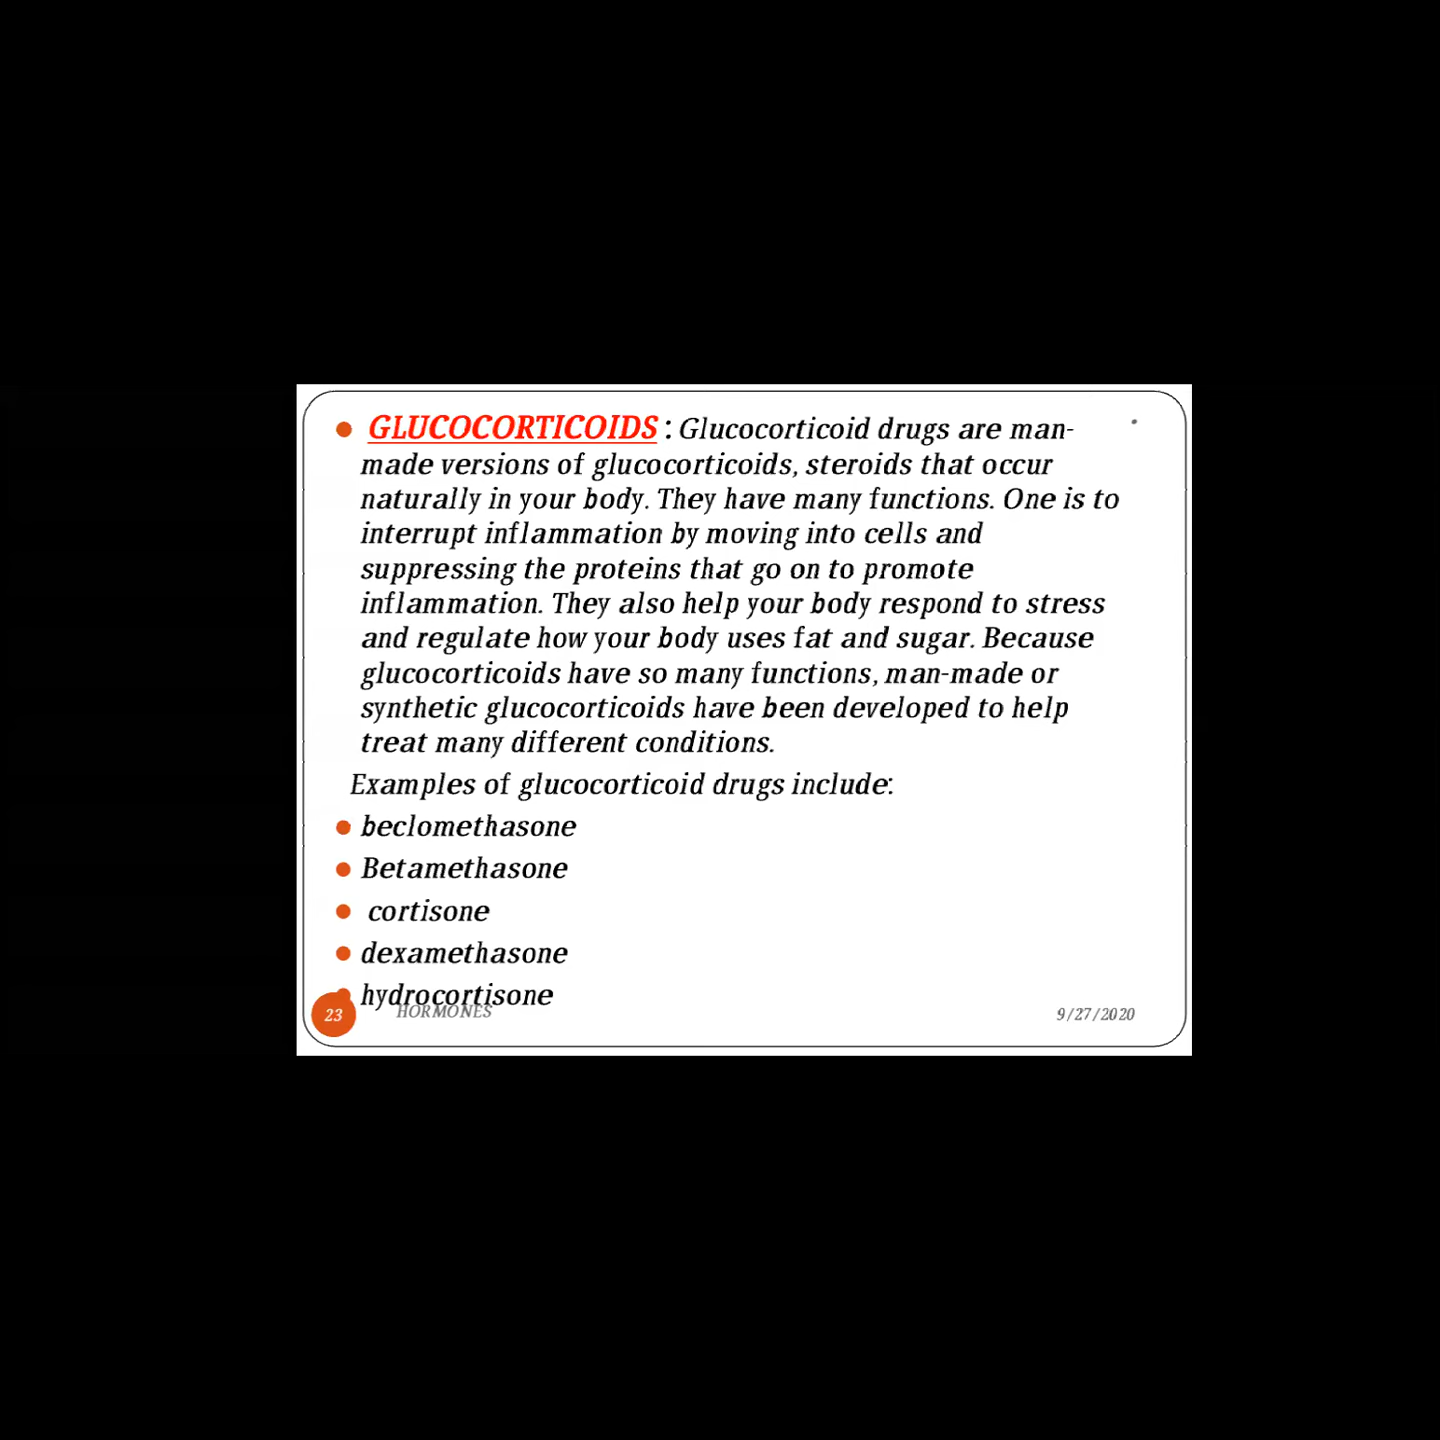 GLUCOCORTICOIDS : Glucocorticoid drugs are man-
made versions of glucocorticoids, steroids that occur
naturally in your body. They have many functions. One is to
interrupt inflammation by moving into cells and
suppressing the proteins that go on to promote
inflammation. They also help your body respond to stress
and regulate how your body uses fat and sugar. Because
glucocorticoids have so many functions, man-made or
synthetic glucocorticoids have been developed to help
treat many different conditions.
Examples of glucocorticoid drugs include:
beclomethasone
Betamethasone
cortisone
dexamethasone
hydrocortisone
23 HORMONES 9/27/2020